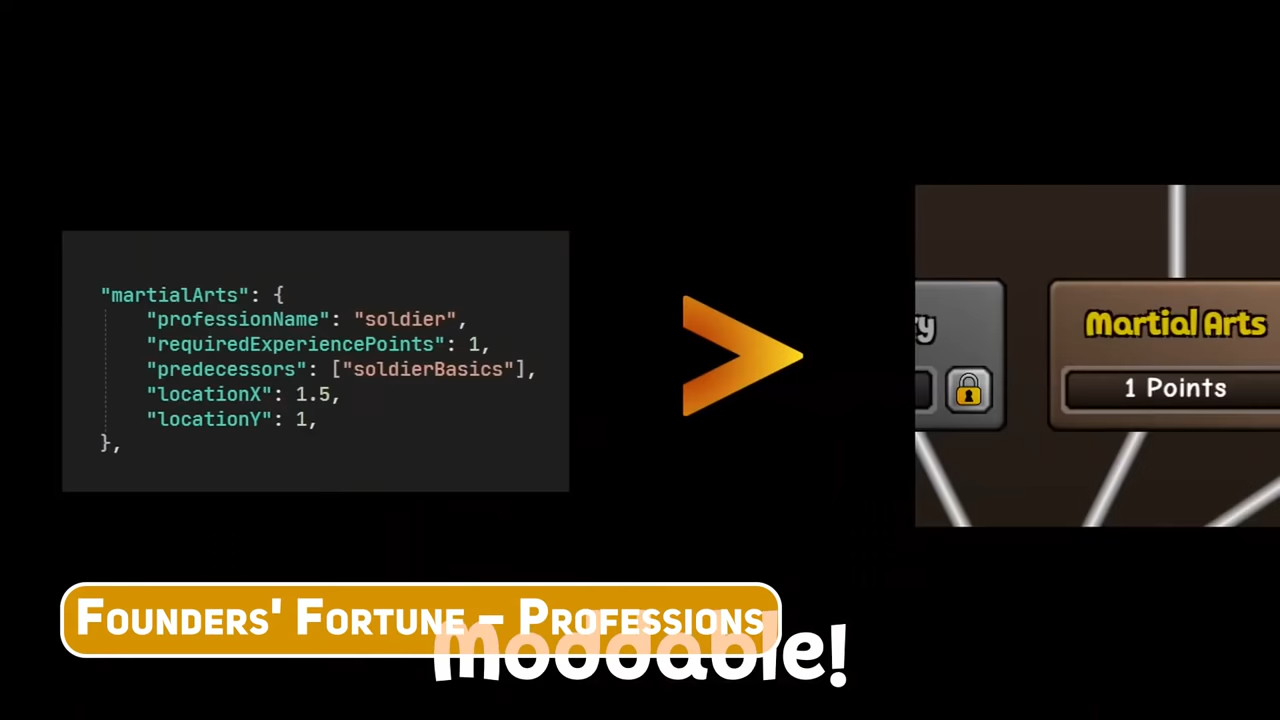 "martialArts": {
"professionName": "soldier",
"requiredExperiencePoints": 1,
"predecessors": ["soldierBasics"],
"locationX": 1.5,
"locationY": 1,
},
Martial Arts
1 Points
Founders' Fortune – Professions
Moddable!